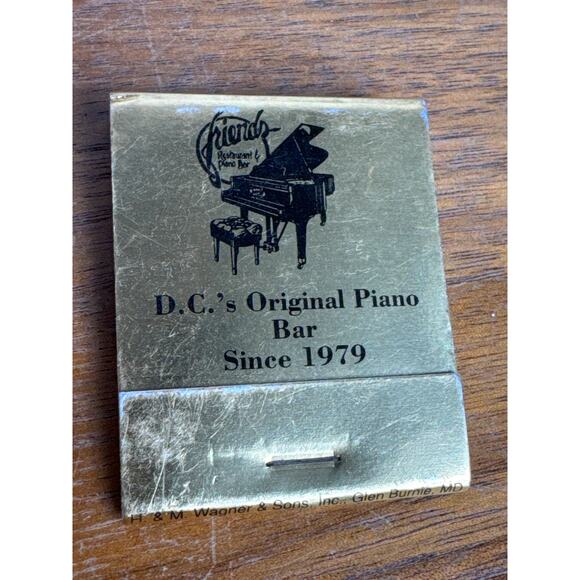 Friends
Restaurant &
Piano Bar
D.C.'s Original Piano
Bar
Since 1979
H. & M. Wagner & Sons, Inc., Glen Burnie, MD